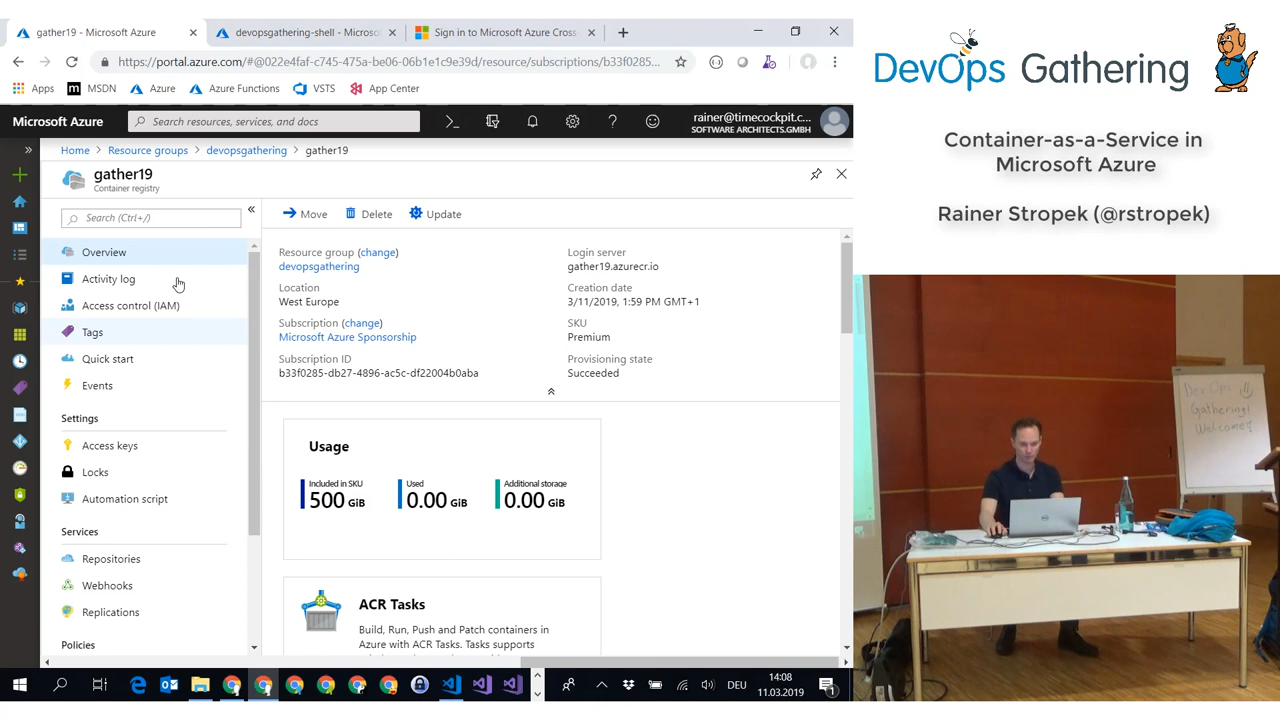 gather19 - Microsoft Azure
devopsgathering-shell - Microso
Sign in to Microsoft Azure Cross
https://portal.azure.com/#@022e4faf-c745-475a-be06-06b1e1c9e39d/resource/subscriptions/b33f0285...
Apps
MSDN
Azure
Azure Functions
VSTS
App Center
Microsoft Azure
Search resources, services, and docs
rainer@timecockpit.c...
SOFTWARE ARCHITECTS.GMBH
Home > Resource groups > devopsgathering > gather19
gather19
Container registry
Search (Ctrl+/)
Overview
Activity log
Access control (IAM)
Tags
Quick start
Events
Settings
Access keys
Locks
Automation script
Services
Repositories
Webhooks
Replications
Policies
Move
Delete
Update
Resource group (change)
devopsgathering
Location
West Europe
Subscription (change)
Microsoft Azure Sponsorship
Subscription ID
b33f0285-db27-4896-ac5c-df22004b0aba
Login server
gather19.azurecr.io
Creation date
3/11/2019, 1:59 PM GMT+1
SKU
Premium
Provisioning state
Succeeded
Usage
Included in SKU
500 GiB
Used
0.00 GiB
Additional storage
0.00 GiB
ACR Tasks
Build, Run, Push and Patch containers in
Azure with ACR Tasks. Tasks supports
DEU
14:08
11.03.2019
1
DevOps Gathering
Container-as-a-Service in
Microsoft Azure
Rainer Stropek (@rstropek)
DevOps
Gathering!
Welcome!
DELL